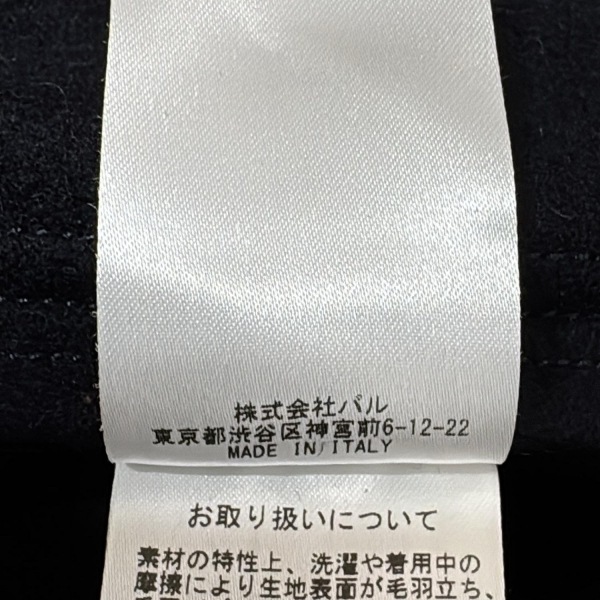 株式会社パル
東京都渋谷区神宮前6-12-22
MADE IN ITALY
お取り扱いについて
素材の特性上、洗濯や着用中の
摩擦により生地表面が毛羽立ち、